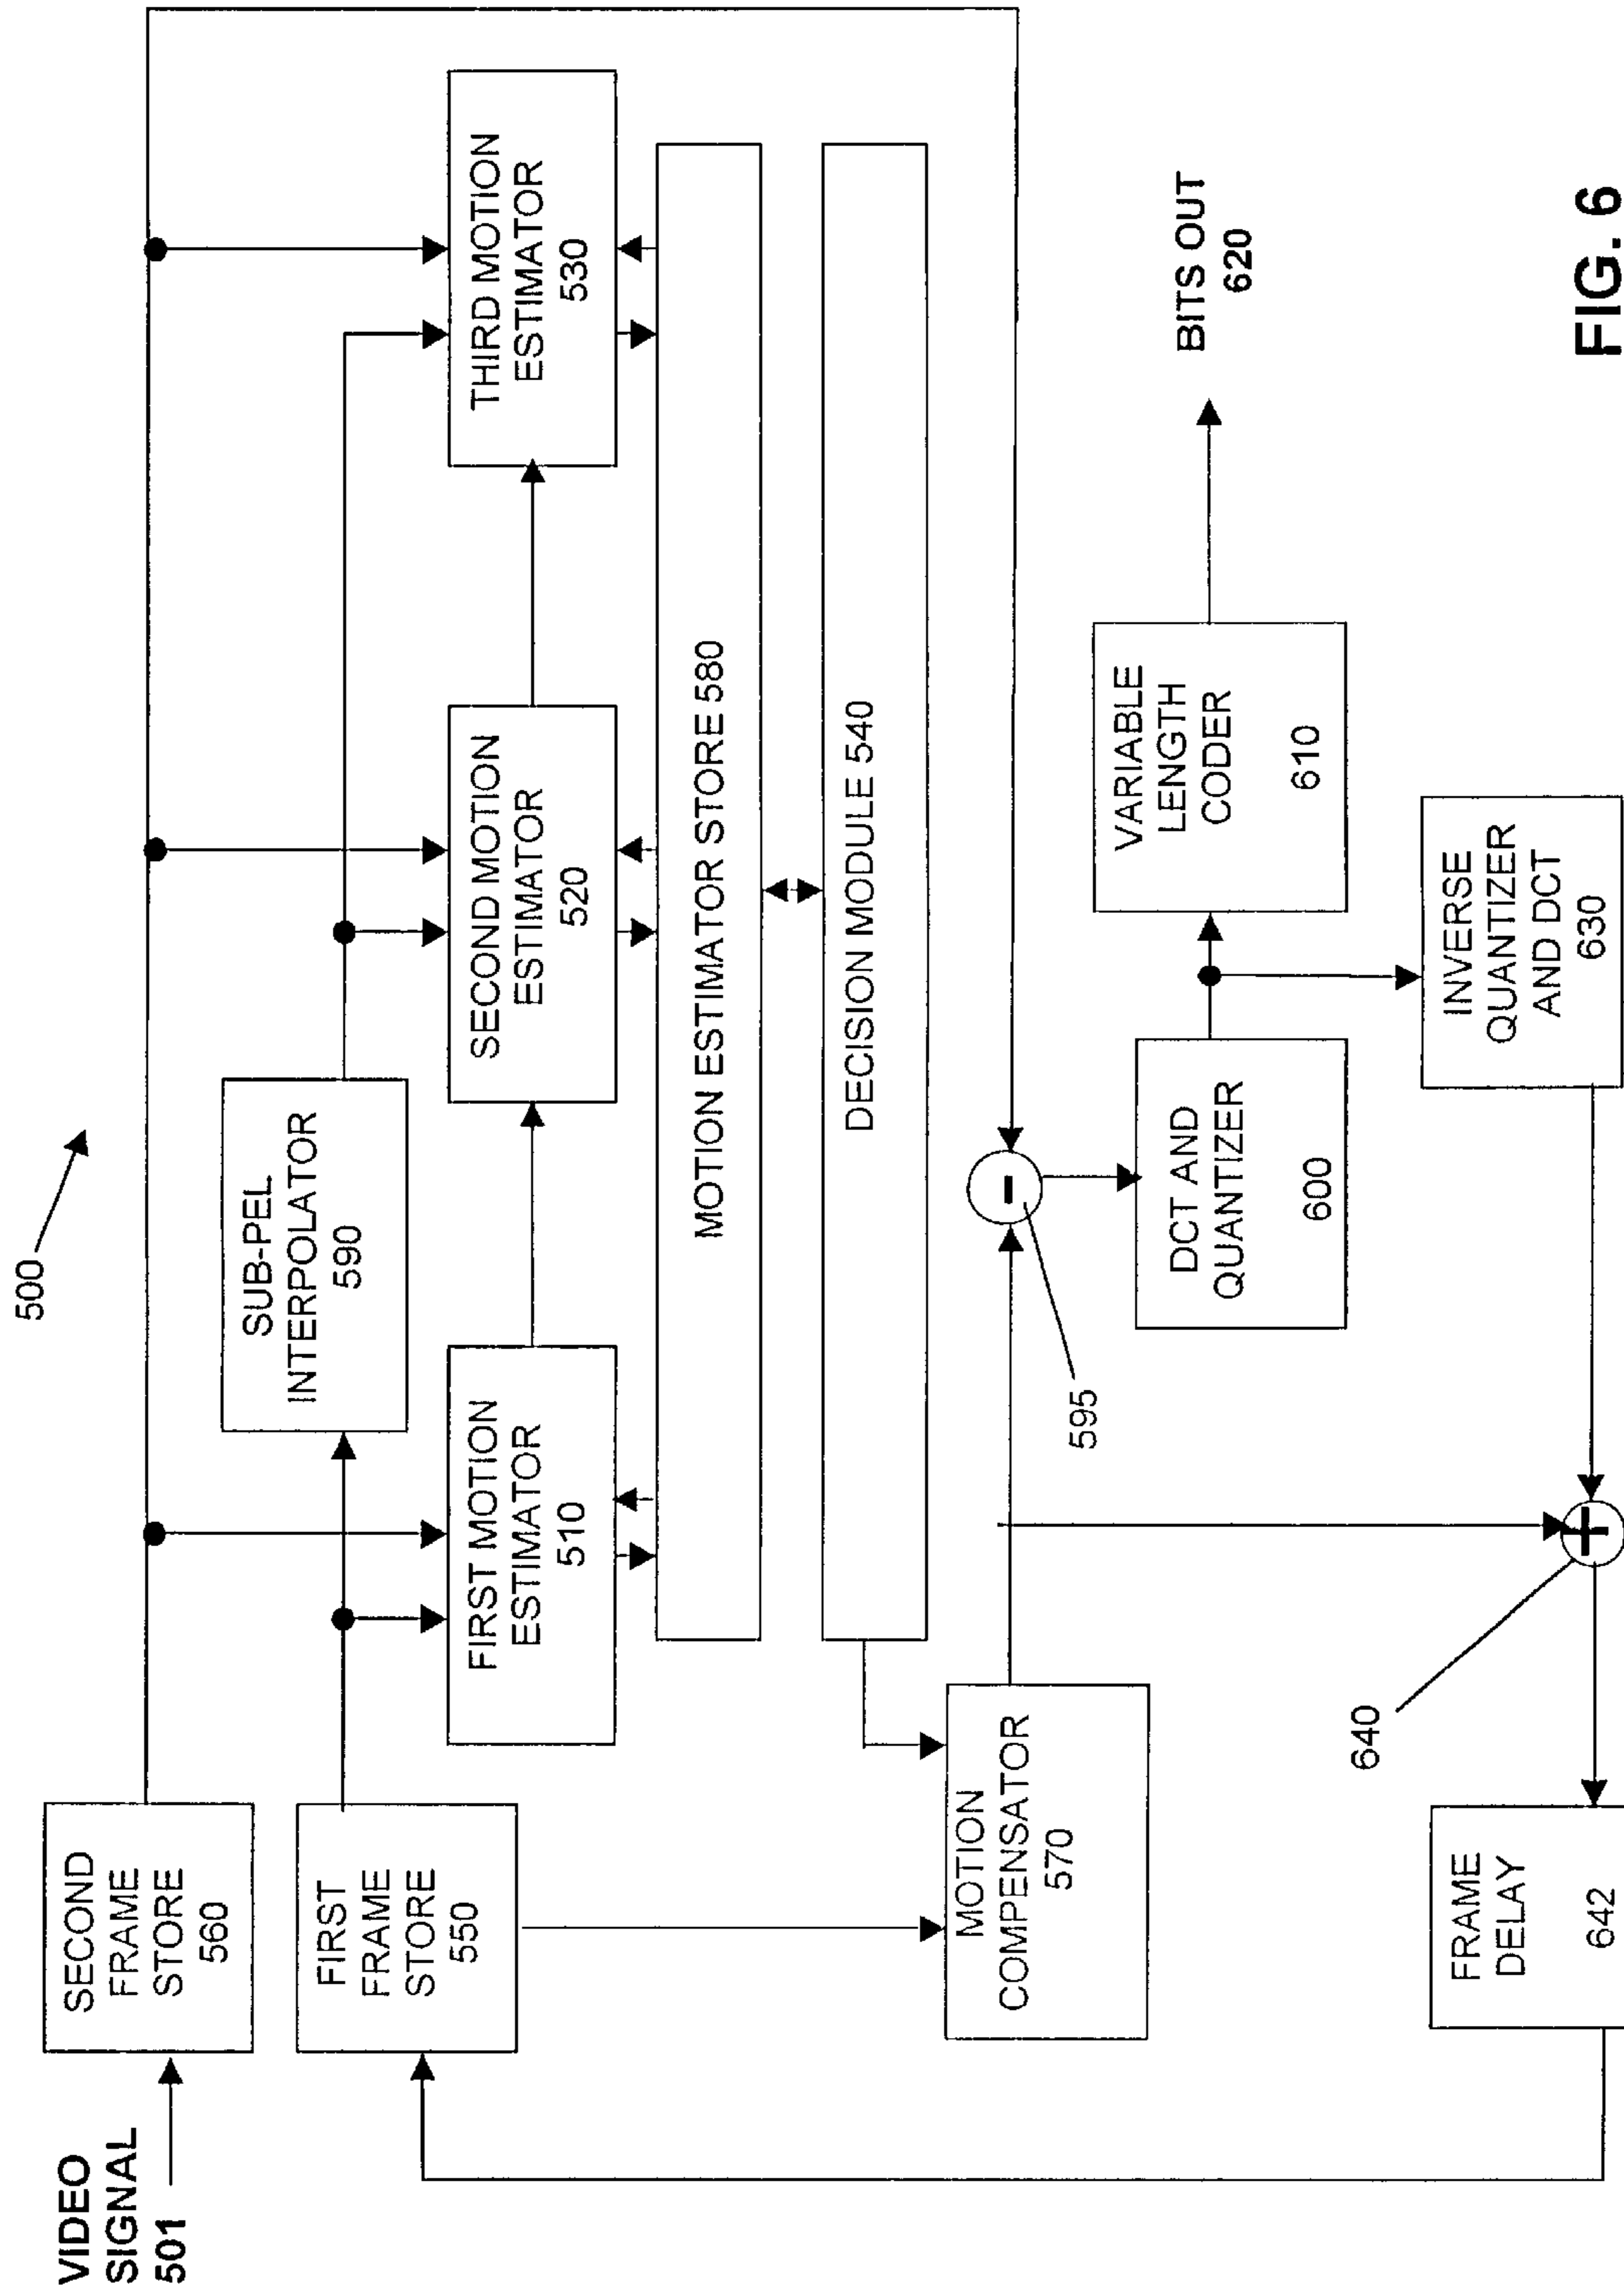 500
VIDEO
SIGNAL
501
SECOND
FRAME
STORE
560
FIRST
FRAME
STORE
550
SUB-PEL
INTERPOLATOR
590
FIRST MOTION
ESTIMATOR
510
SECOND MOTION
ESTIMATOR
520
THIRD MOTION
ESTIMATOR
530
MOTION ESTIMATOR STORE 580
DECISION MODULE 540
MOTION
COMPENSATOR
570
-
595
DCT AND
QUANTIZER
600
VARIABLE
LENGTH
CODER
610
BITS OUT
620
INVERSE
QUANTIZER
AND DCT
630
+
640
FRAME
DELAY
642
FIG. 6